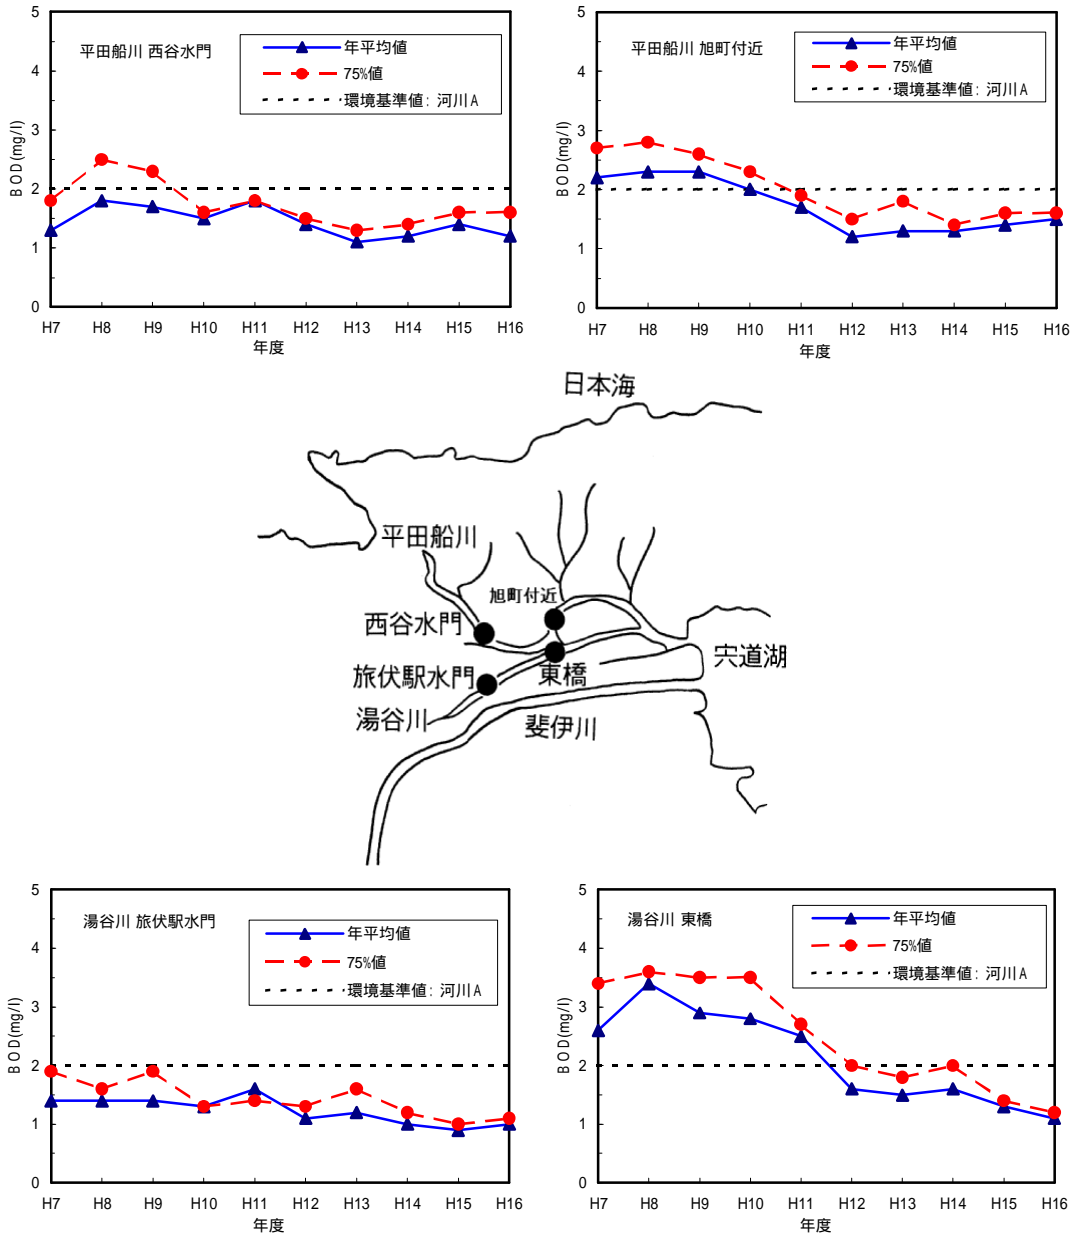 平田船川 西谷水門
年平均値
75%値
環境基準値: 河川A
BOD(mg/l)
5
4
3
2
1
0
H7 H8 H9 H10 H11 H12 H13 H14 H15 H16
年度
平田船川 旭町付近
年平均値
75%値
環境基準値: 河川A
BOD(mg/l)
5
4
3
2
1
0
H7 H8 H9 H10 H11 H12 H13 H14 H15 H16
年度
日本海
平田船川
旭町付近
西谷水門
宍道湖
旅伏駅水門
東橋
湯谷川
斐伊川
湯谷川 旅伏駅水門
年平均値
75%値
環境基準値: 河川A
BOD(mg/l)
5
4
3
2
1
0
H7 H8 H9 H10 H11 H12 H13 H14 H15 H16
年度
湯谷川 東橋
年平均値
75%値
環境基準値: 河川A
BOD(mg/l)
5
4
3
2
1
0
H7 H8 H9 H10 H11 H12 H13 H14 H15 H16
年度